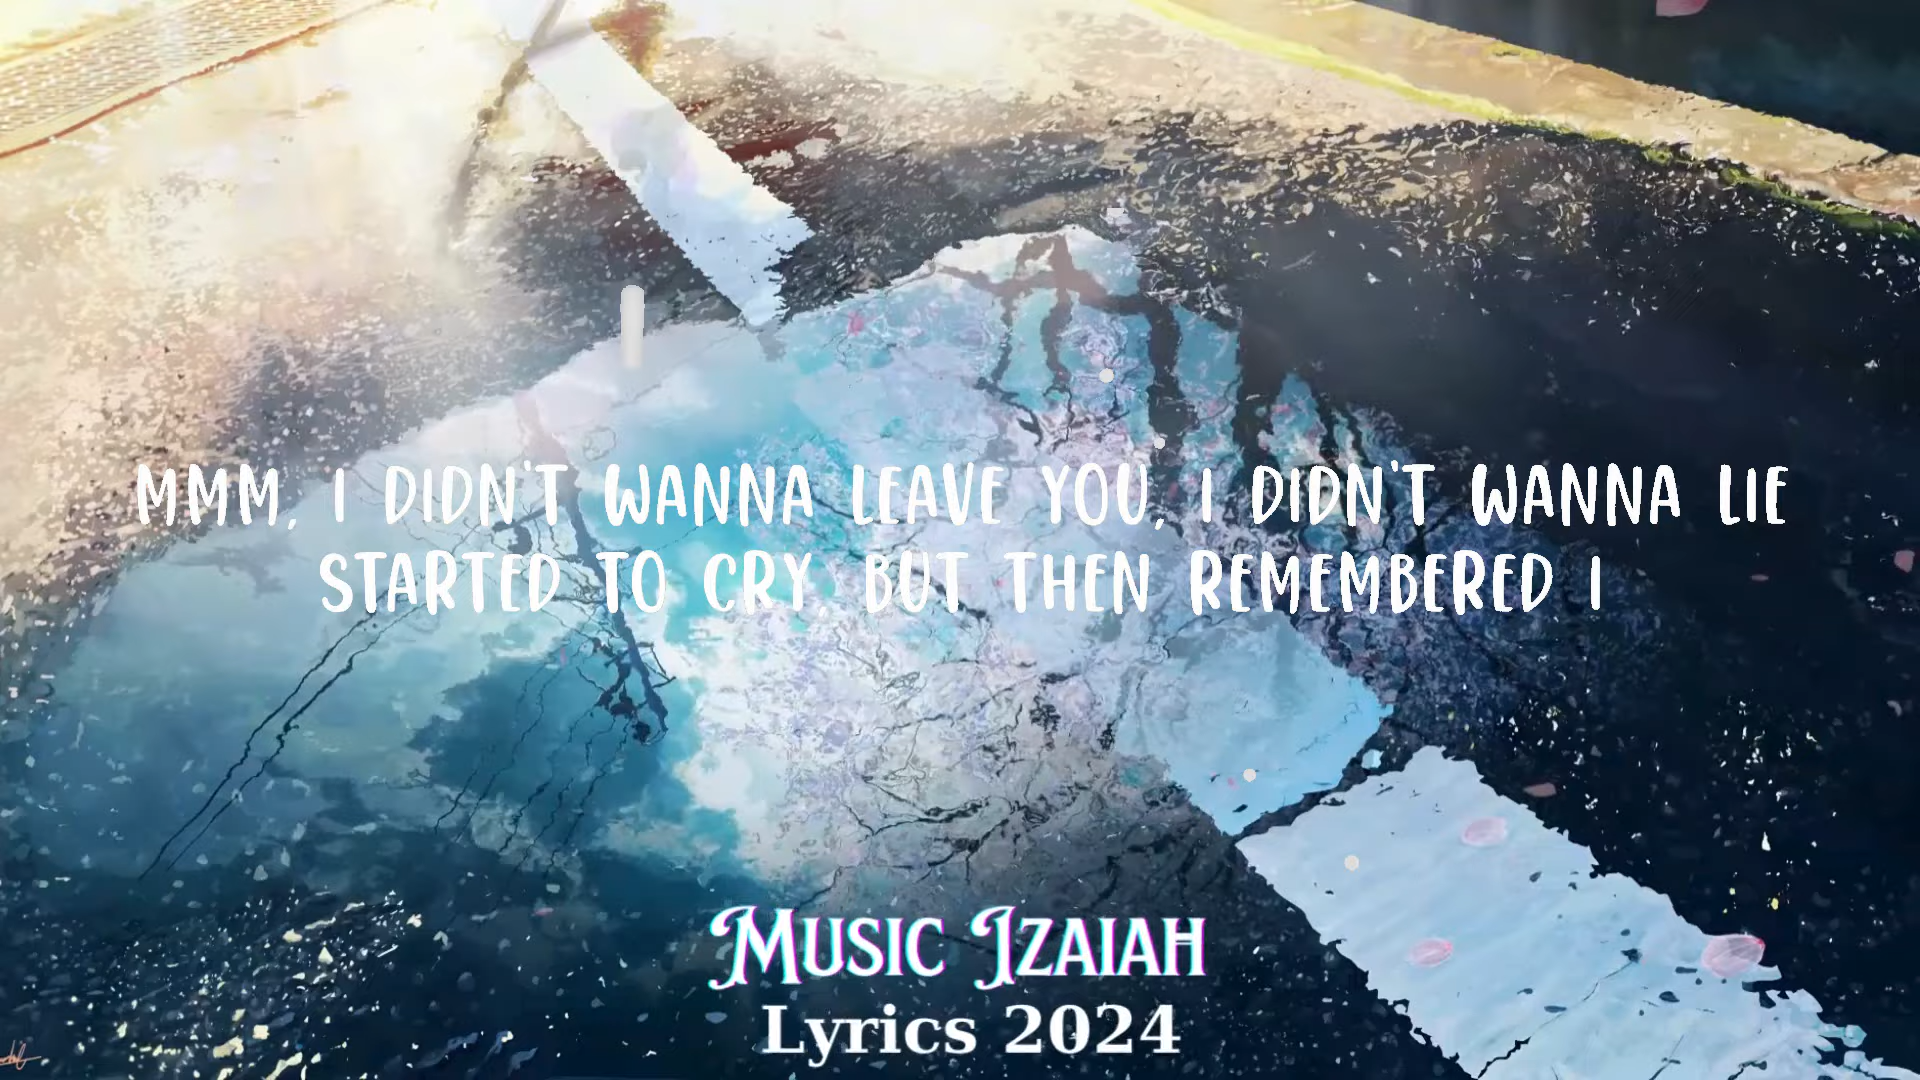 MMM, I DIDN'T WANNA LEAVE YOU, I DIDN'T WANNA LIE
STARTED TO CRY, BUT THEN REMEMBERED I
MUSIC IZAIAH
Lyrics 2024